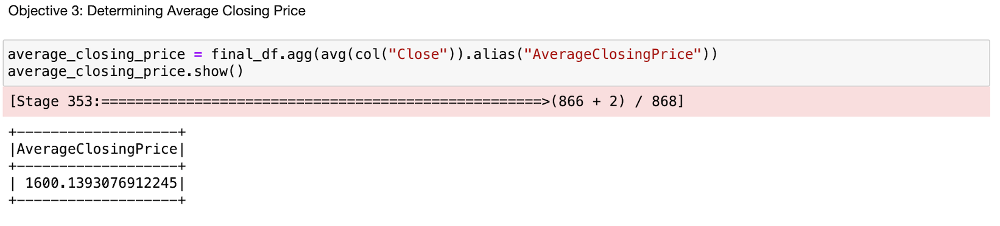 Objective 3: Determining Average Closing Price
average_closing_price = final_df.agg(avg(col("Close")).alias("AverageClosingPrice"))
average_closing_price.show()
[Stage 353:====================================================>(866 + 2) / 868]
+-------------------+
|AverageClosingPrice|
+-------------------+
| 1600.1393076912245|
+-------------------+